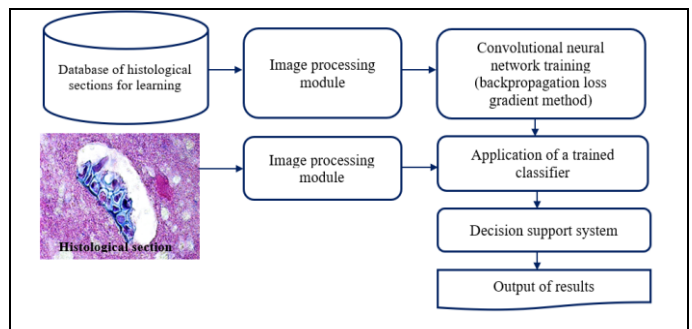 Database of histological
sections for learning
Image processing
module
Convolutional neural
network training
(backpropagation loss
gradient method)
Histological section
Image processing
module
Application of a trained
classifier
Decision support system
Output of results